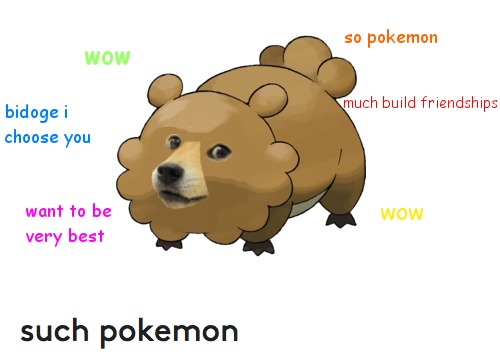 so pokemon
wow
much build friendships
bidoge i
choose you
want to be
very best
wow
such pokemon